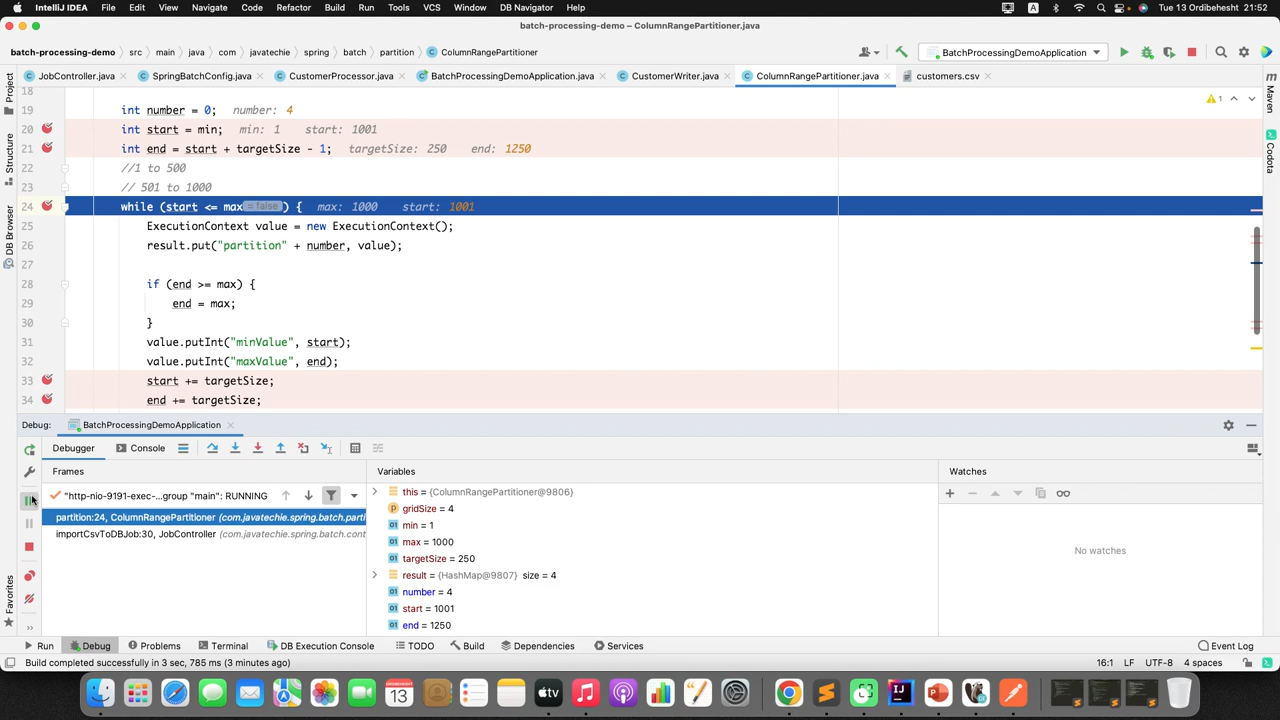 IntelliJ IDEA File Edit View Navigate Code Refactor Build Run Tools VCS Window DB Navigator Help A Tue 13 Ordibehesht 21:52
batch-processing-demo – ColumnRangePartitioner.java
batch-processing-demo src main java com javatechie spring batch partition ColumnRangePartitioner BatchProcessingDemoApplication
JobController.java SpringBatchConfig.java CustomerProcessor.java BatchProcessingDemoApplication.java CustomerWriter.java ColumnRangePartitioner.java customers.csv
18
19 int number = 0; number: 4
20 int start = min; min: 1 start: 1001
21 int end = start + targetSize - 1; targetSize: 250 end: 1250
22 //1 to 500
23 // 501 to 1000
24 while (start <= max = false ) { max: 1000 start: 1001
25 ExecutionContext value = new ExecutionContext();
26 result.put("partition" + number, value);
27
28 if (end >= max) {
29 end = max;
30 }
31 value.putInt("minValue", start);
32 value.putInt("maxValue", end);
33 start += targetSize;
34 end += targetSize;
1
Project
Structure
DB Browser
Favorites
Maven
Codota
Debug: BatchProcessingDemoApplication
Debugger Console
Frames Variables Watches
"http-nio-9191-exec-...group "main": RUNNING
partition:24, ColumnRangePartitioner (com.javatechie.spring.batch.parti
importCsvToDBJob:30, JobController (com.javatechie.spring.batch.cont
this = {ColumnRangePartitioner@9806}
gridSize = 4
min = 1
max = 1000
targetSize = 250
result = {HashMap@9807} size = 4
number = 4
start = 1001
end = 1250
No watches
Run Debug Problems Terminal DB Execution Console TODO Build Dependencies Services Event Log
Build completed successfully in 3 sec, 785 ms (3 minutes ago) 16:1 LF UTF-8 4 spaces